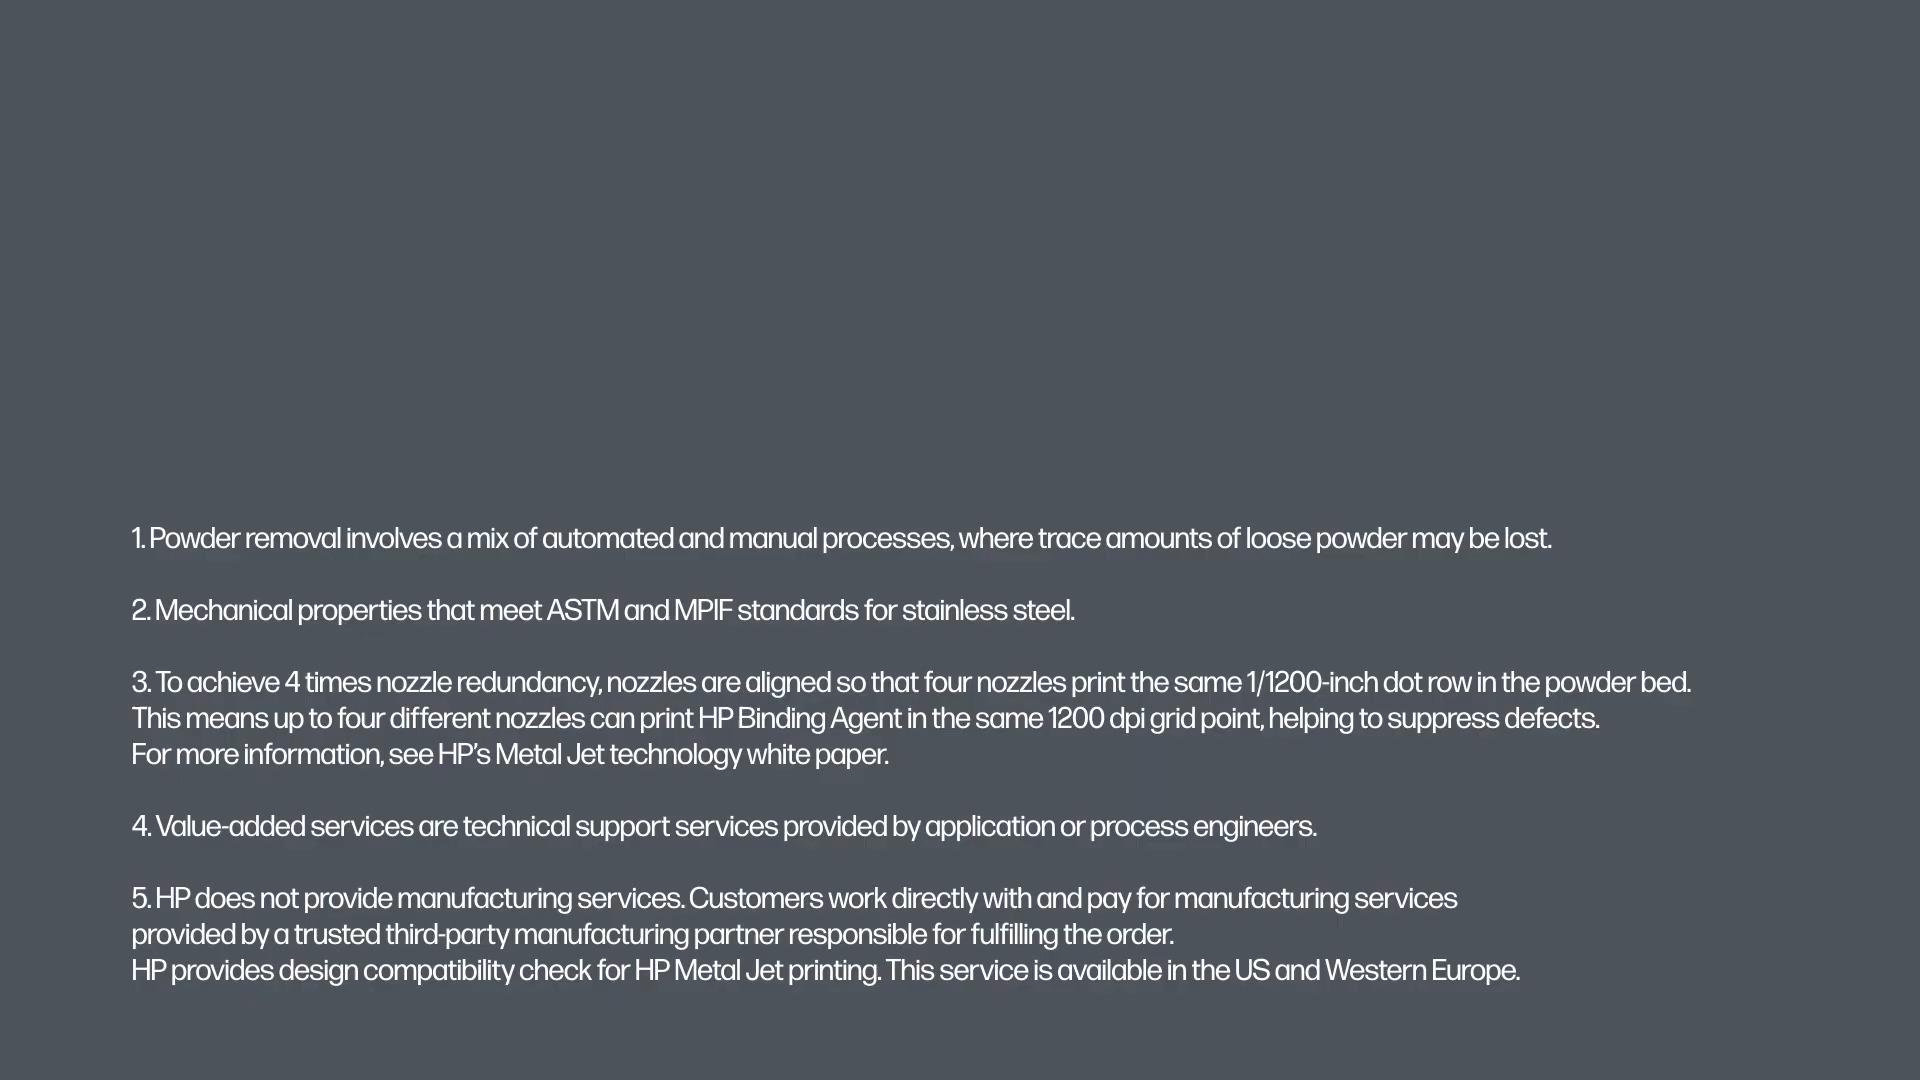 1. Powder removal involves a mix of automated and manual processes, where trace amounts of loose powder may be lost.
2. Mechanical properties that meet ASTM and MPIF standards for stainless steel.
3. To achieve 4 times nozzle redundancy, nozzles are aligned so that four nozzles print the same 1/1200-inch dot row in the powder bed.
This means up to four different nozzles can print HP Binding Agent in the same 1200 dpi grid point, helping to suppress defects.
For more information, see HP’s Metal Jet technology white paper.
4. Value-added services are technical support services provided by application or process engineers.
5. HP does not provide manufacturing services. Customers work directly with and pay for manufacturing services
provided by a trusted third-party manufacturing partner responsible for fulfilling the order.
HP provides design compatibility check for HP Metal Jet printing. This service is available in the US and Western Europe.